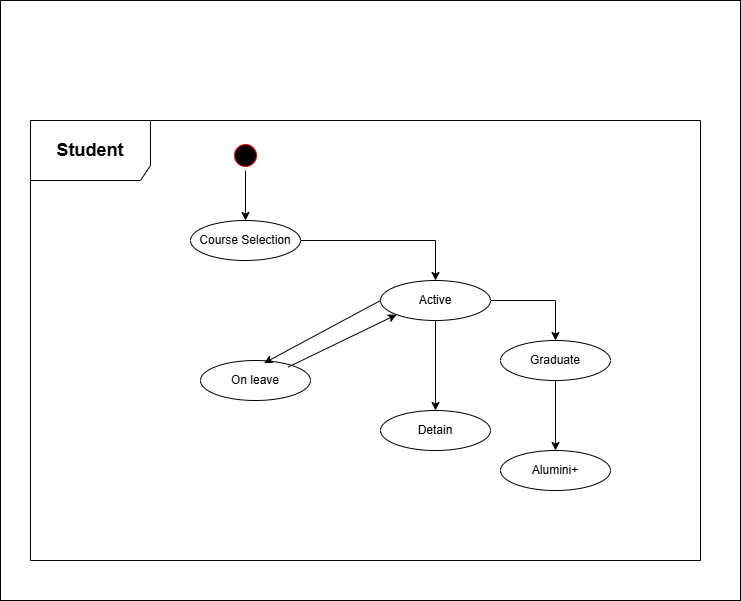 Student
Course Selection
Active
Graduate
On leave
Detain
Alumini+